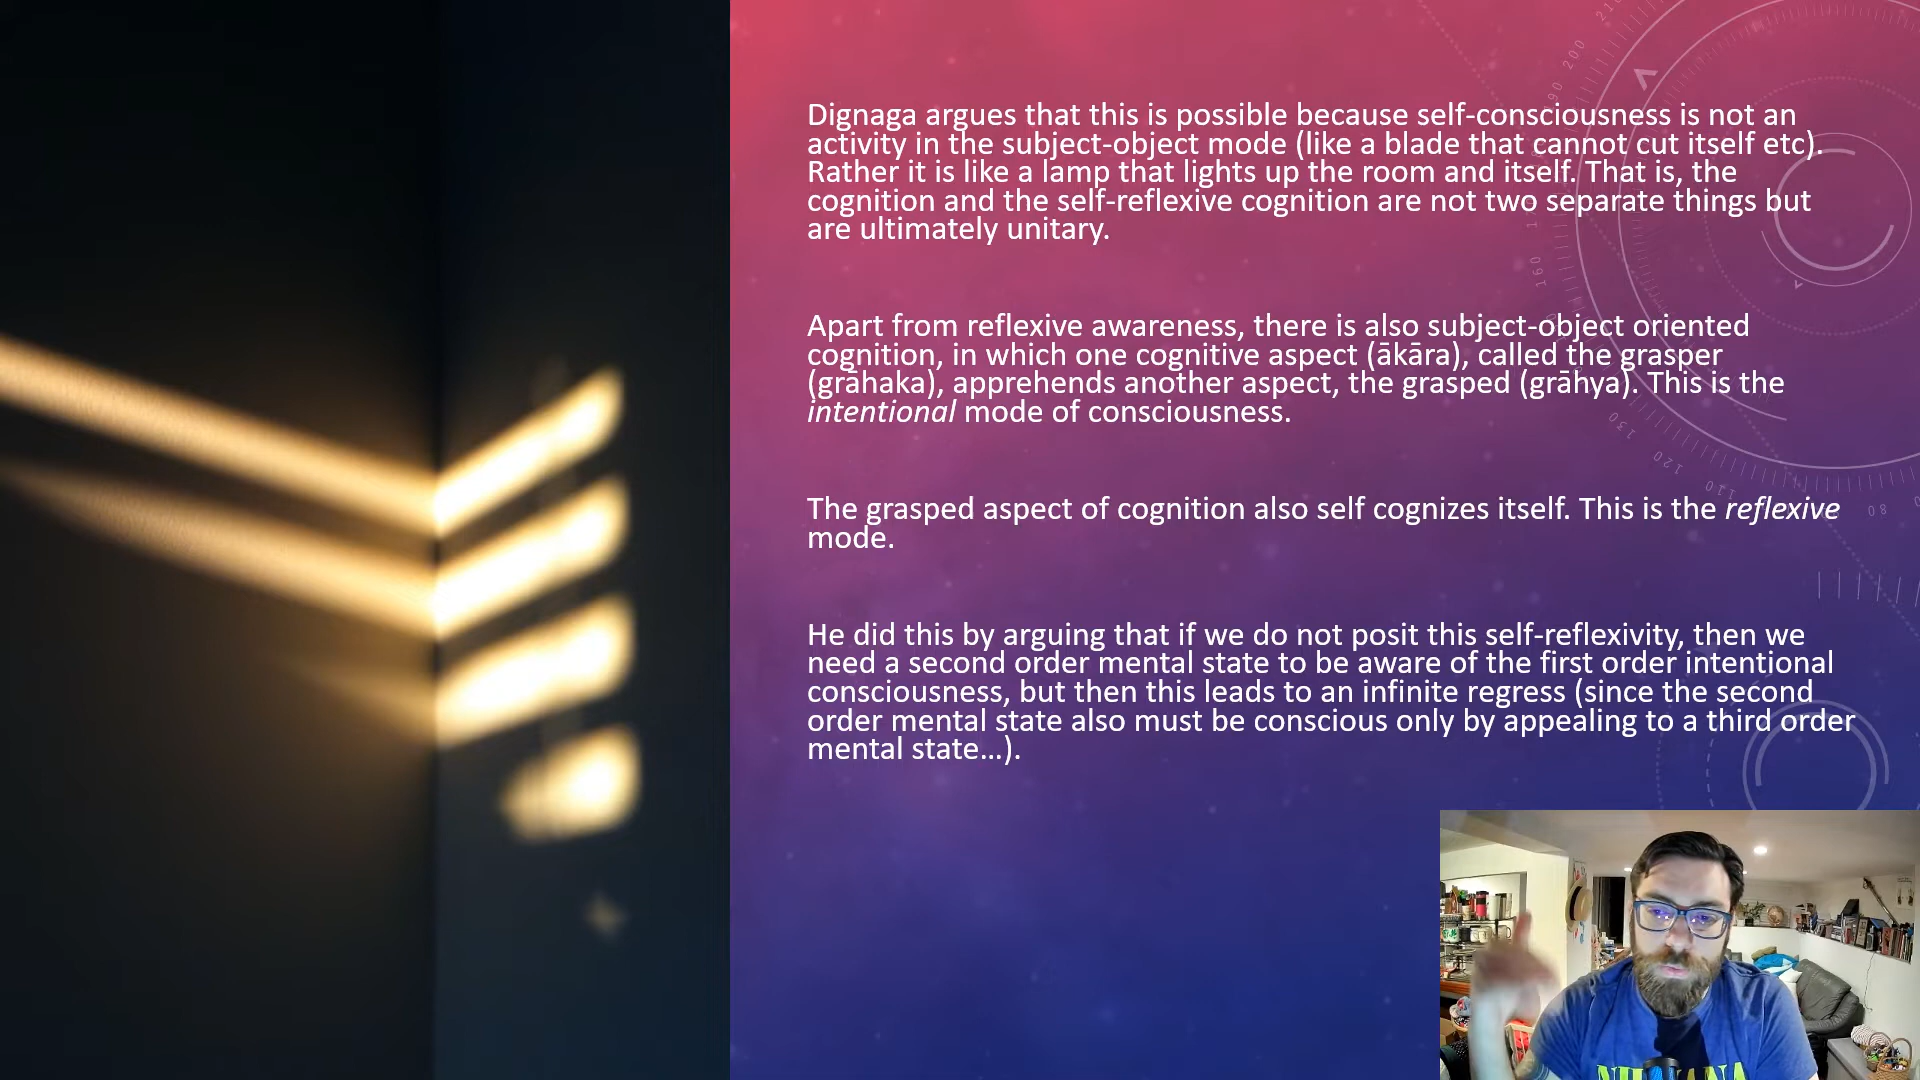 Dignaga argues that this is possible because self-consciousness is not an
activity in the subject-object mode (like a blade that cannot cut itself etc).
Rather it is like a lamp that lights up the room and itself. That is, the
cognition and the self-reflexive cognition are not two separate things but
are ultimately unitary.
Apart from reflexive awareness, there is also subject-object oriented
cognition, in which one cognitive aspect (ākāra), called the grasper
(grāhaka), apprehends another aspect, the grasped (grāhya). This is the
intentional mode of consciousness.
The grasped aspect of cognition also self cognizes itself. This is the reflexive
mode.
He did this by arguing that if we do not posit this self-reflexivity, then we
need a second order mental state to be aware of the first order intentional
consciousness, but then this leads to an infinite regress (since the second
order mental state also must be conscious only by appealing to a third order
mental state...).
210
200
190
160
130
120
110
80